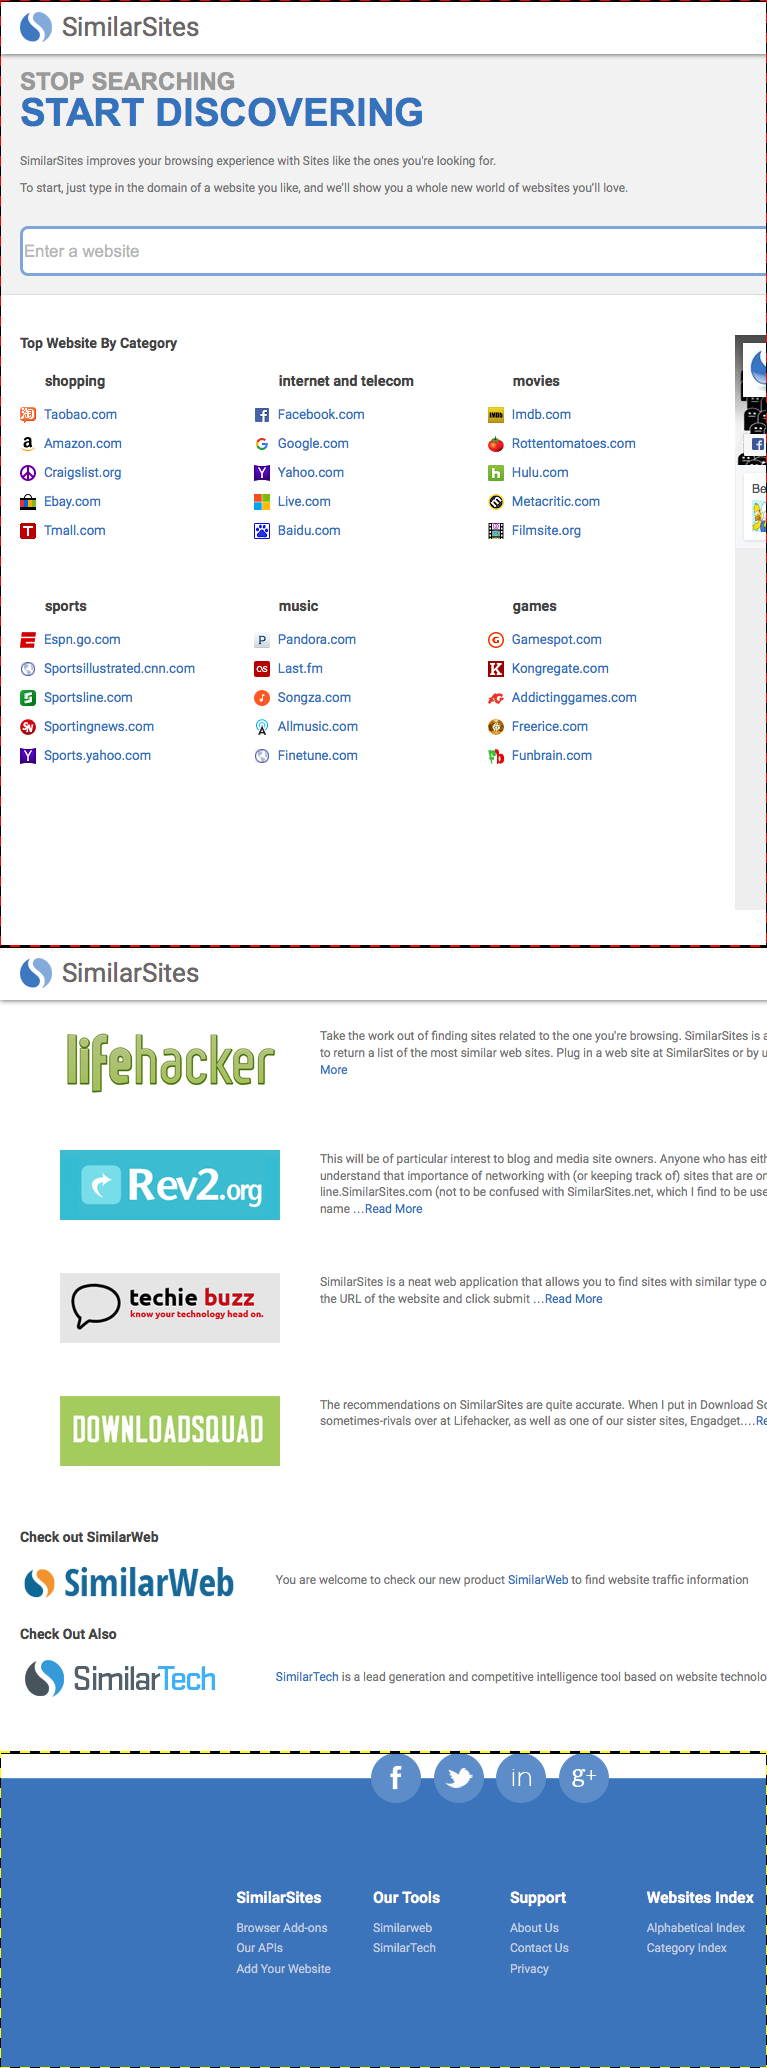 SimilarSites
STOP SEARCHING
START DISCOVERING
SimilarSites improves your browsing experience with Sites like the ones you're looking for.
To start, just type in the domain of a website you like, and we'll show you a whole new world of websites you'll love.
Enter a website
Top Website By Category
shopping
Taobao.com
Amazon.com
Craigslist.org
Ebay.com
Tmall.com
internet and telecom
Facebook.com
Google.com
Yahoo.com
Live.com
Baidu.com
movies
Imdb.com
Rottentomatoes.com
Hulu.com
Metacritic.com
Filmsite.org
Be
sports
Espn.go.com
Sportsillustrated.cnn.com
Sportsline.com
Sportingnews.com
Sports.yahoo.com
music
Pandora.com
Last.fm
Songza.com
Allmusic.com
Finetune.com
games
Gamespot.com
Kongregate.com
Addictinggames.com
Freerice.com
Funbrain.com
SimilarSites
lifehacker
Take the work out of finding sites related to the one you're browsing. SimilarSites is a
to return a list of the most similar web sites. Plug in a web site at SimilarSites or by u
More
Rev2.org
This will be of particular interest to blog and media site owners. Anyone who has eith
understand that importance of networking with (or keeping track of) sites that are on
line.SimilarSites.com (not to be confused with SimilarSites.net, which I find to be use
name ...Read More
techie buzz
know your technology head on.
SimilarSites is a neat web application that allows you to find sites with similar type o
the URL of the website and click submit ...Read More
DOWNLOADSQUAD
The recommendations on SimilarSites are quite accurate. When I put in Download Sc
sometimes-rivals over at Lifehacker, as well as one of our sister sites, Engadget....Re
Check out SimilarWeb
SimilarWeb
You are welcome to check our new product SimilarWeb to find website traffic information
Check Out Also
SimilarTech
SimilarTech is a lead generation and competitive intelligence tool based on website technolo
f
in
g+
SimilarSites
Browser Add-ons
Our APIs
Add Your Website
Our Tools
Similarweb
SimilarTech
Support
About Us
Contact Us
Privacy
Websites Index
Alphabetical Index
Category Index